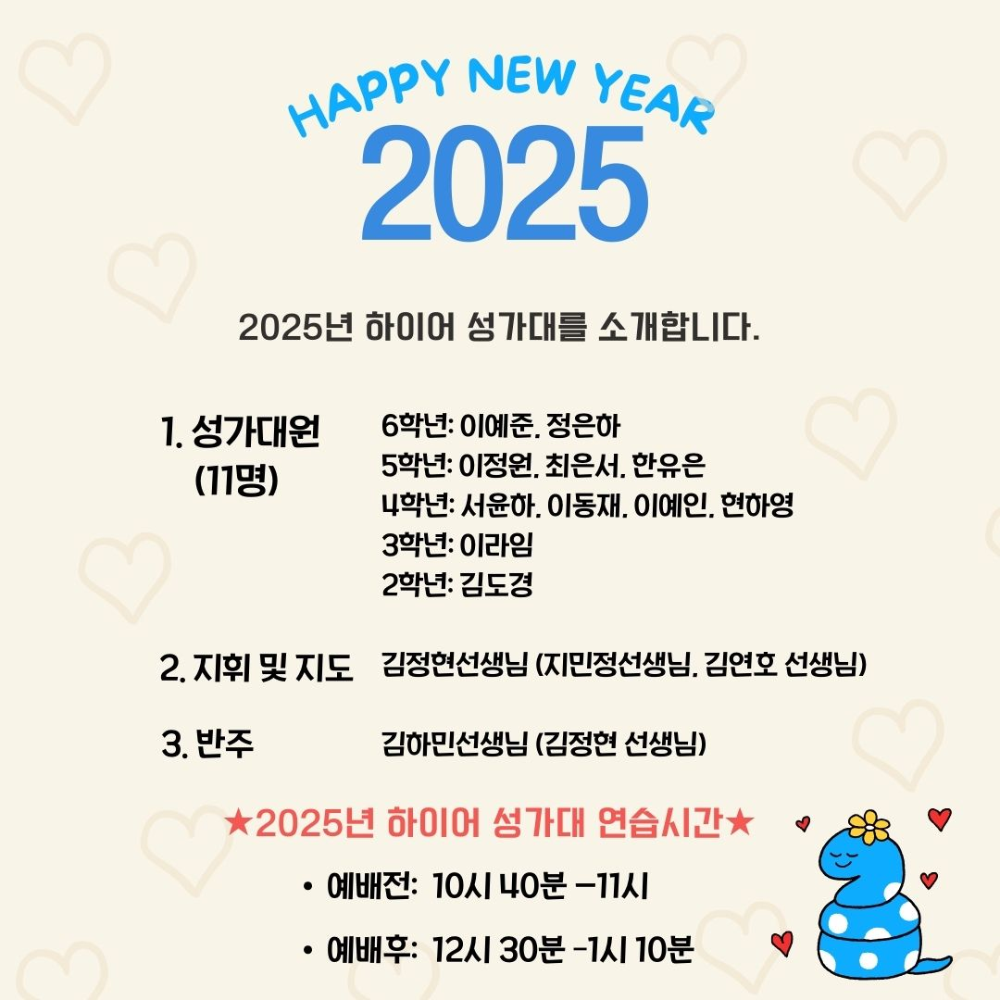 HAPPY NEW YEAR
2025
2025년 하이어 성가대를 소개합니다.
1. 성가대원
(11명)
6학년: 이예준, 정은하
5학년: 이정원, 최은서, 한유은
4학년: 서윤하, 이동재, 이예인, 현하영
3학년: 이라임
2학년: 김도경
2. 지휘 및 지도
김정현선생님 (지민정선생님, 김연호 선생님)
3. 반주
김하민선생님 (김정현 선생님)
★2025년 하이어 성가대 연습시간★
• 예배전: 10시 40분 –11시
• 예배후: 12시 30분 -1시 10분